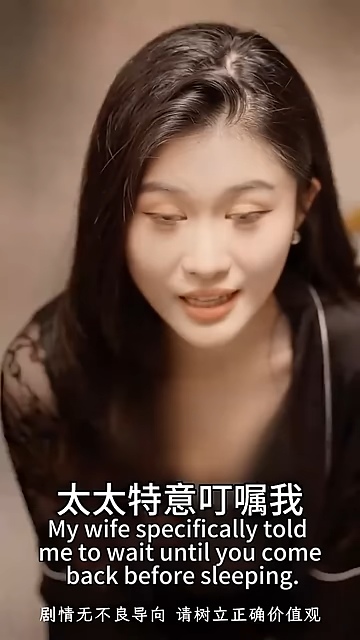 太太特意叮嘱我
My wife specifically told
me to wait until you come
back before sleeping.
剧情无不良导向 请树立正确价值观